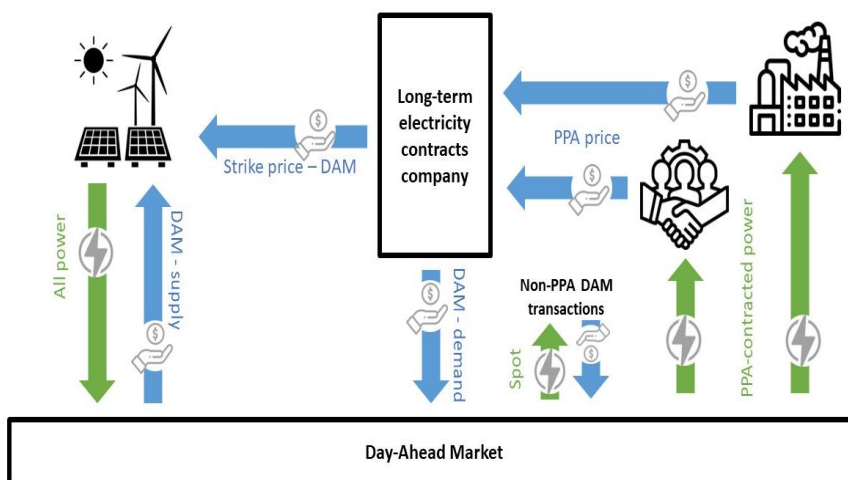 Long-term
electricity
contracts
company
PPA price
Strike price – DAM
All power
DAM - supply
DAM - demand
Non-PPA DAM
transactions
Spot
PPA-contracted power
Day-Ahead Market